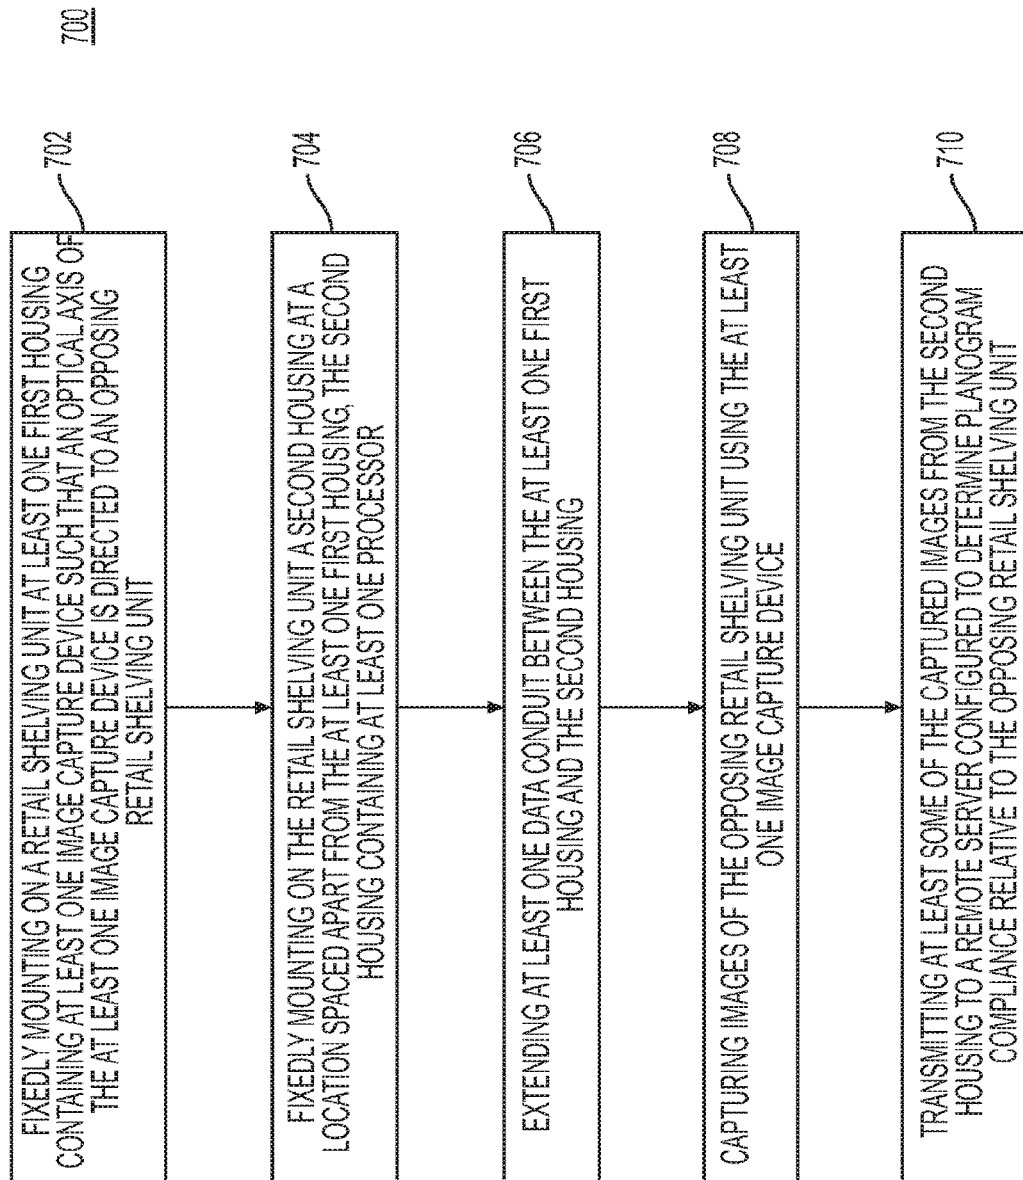 700
702
FIXEDLY MOUNTING ON A RETAIL SHELVING UNIT AT LEAST ONE FIRST HOUSING
CONTAINING AT LEAST ONE IMAGE CAPTURE DEVICE SUCH THAT AN OPTICAL AXIS OF
THE AT LEAST ONE IMAGE CAPTURE DEVICE IS DIRECTED TO AN OPPOSING
RETAIL SHELVING UNIT
704
FIXEDLY MOUNTING ON THE RETAIL SHELVING UNIT A SECOND HOUSING AT A
LOCATION SPACED APART FROM THE AT LEAST ONE FIRST HOUSING, THE SECOND
HOUSING CONTAINING AT LEAST ONE PROCESSOR
706
EXTENDING AT LEAST ONE DATA CONDUIT BETWEEN THE AT LEAST ONE FIRST
HOUSING AND THE SECOND HOUSING
708
CAPTURING IMAGES OF THE OPPOSING RETAIL SHELVING UNIT USING THE AT LEAST
ONE IMAGE CAPTURE DEVICE
710
TRANSMITTING AT LEAST SOME OF THE CAPTURED IMAGES FROM THE SECOND
HOUSING TO A REMOTE SERVER CONFIGURED TO DETERMINE PLANOGRAM
COMPLIANCE RELATIVE TO THE OPPOSING RETAIL SHELVING UNIT